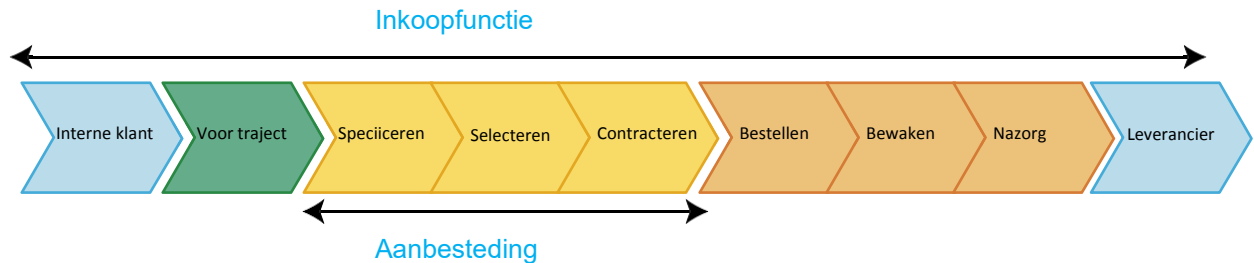 Inkoopfunctie
Interne klant
Voor traject
Speciiceren
Selecteren
Contracteren
Bestellen
Bewaken
Nazorg
Leverancier
Aanbesteding